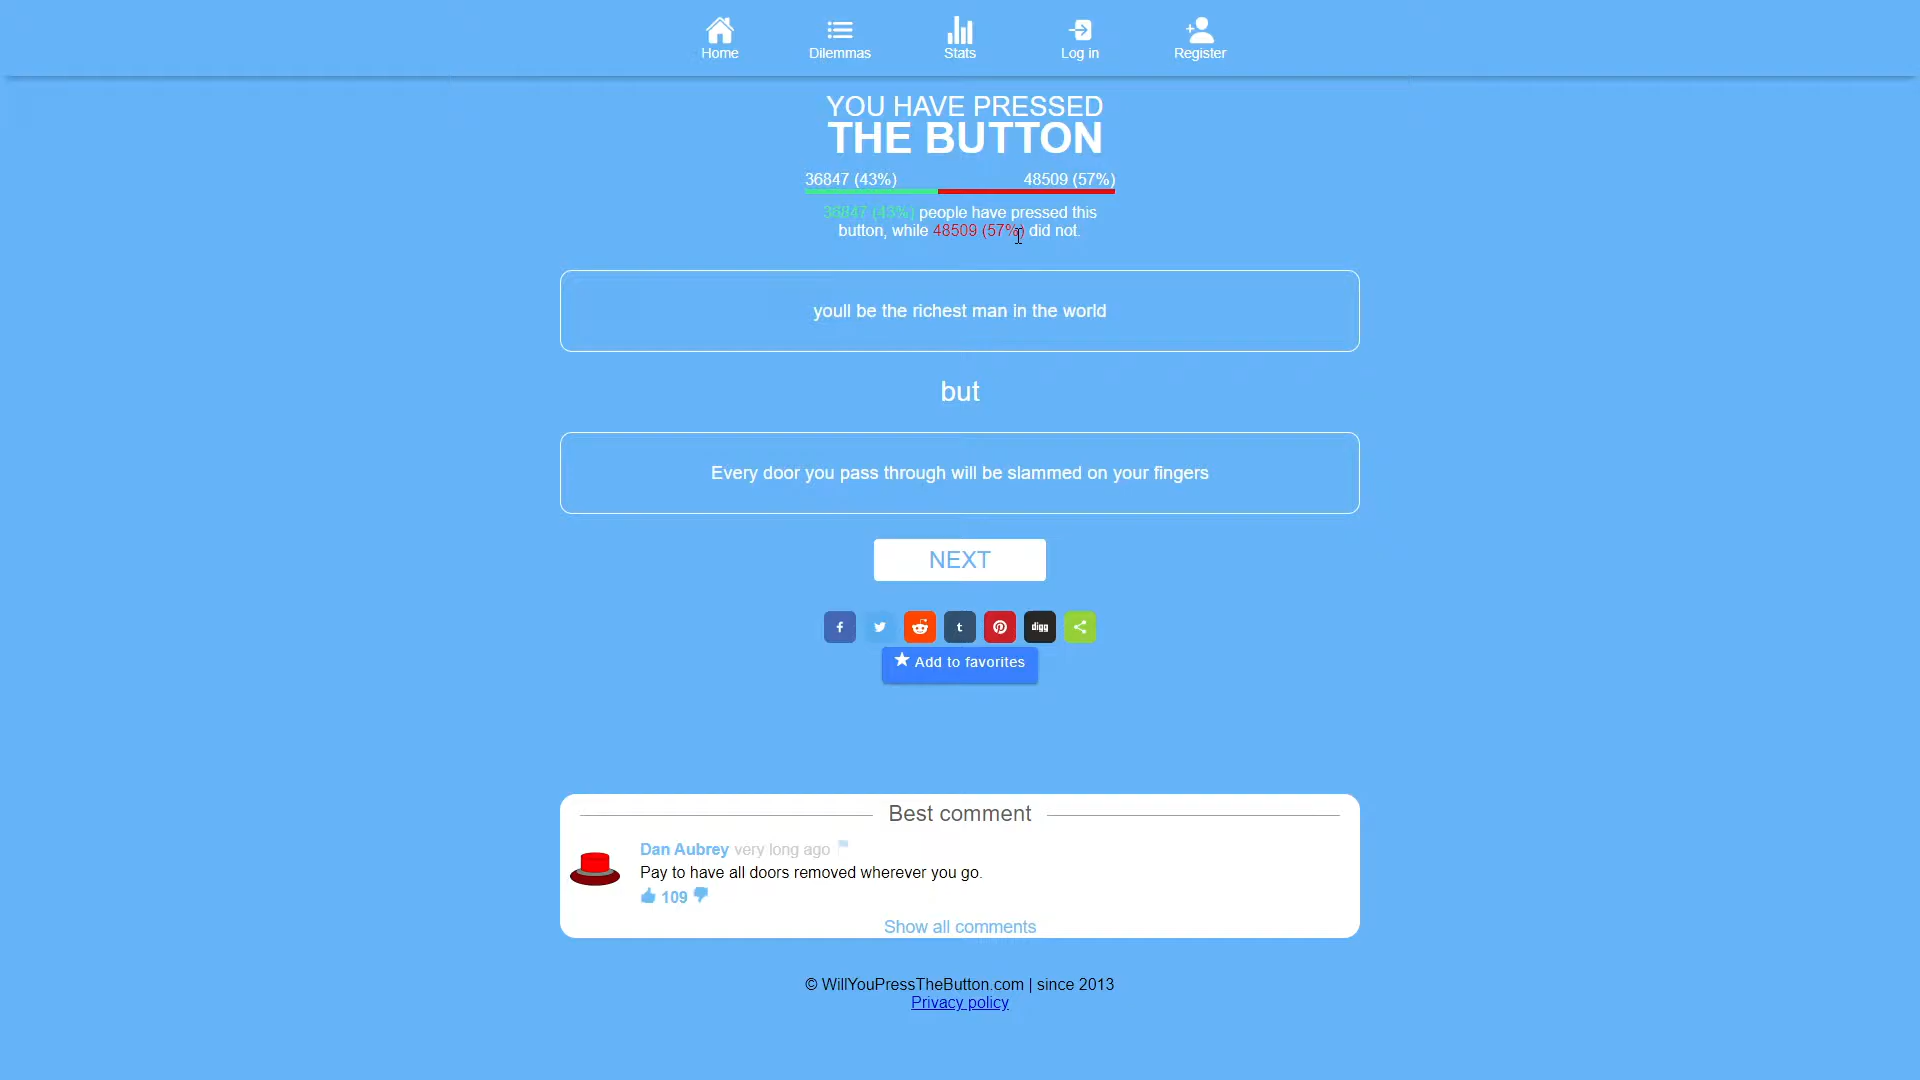 Home
Dilemmas
Stats
Log in
Register
YOU HAVE PRESSED
THE BUTTON
36847 (43%)
48509 (57%)
36847 (43%) people have pressed this
button, while 48509 (57%) did not.
youll be the richest man in the world
but
Every door you pass through will be slammed on your fingers
NEXT
f
t
digg
Add to favorites
Best comment
Dan Aubrey very long ago
Pay to have all doors removed wherever you go.
109
Show all comments
© WillYouPressTheButton.com | since 2013
Privacy policy